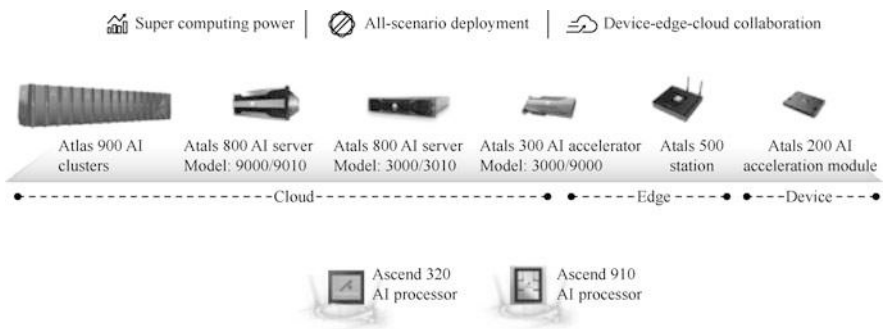 Super computing power
All-scenario deployment
Device-edge-cloud collaboration
Atlas 900 AI
clusters
Atals 800 AI server
Model: 9000/9010
Atals 800 AI server
Model: 3000/3010
Atals 300 AI accelerator
Model: 3000/9000
Atals 500
station
Atals 200 AI
acceleration module
Cloud
Edge
Device
Ascend 320
AI processor
Ascend 910
AI processor